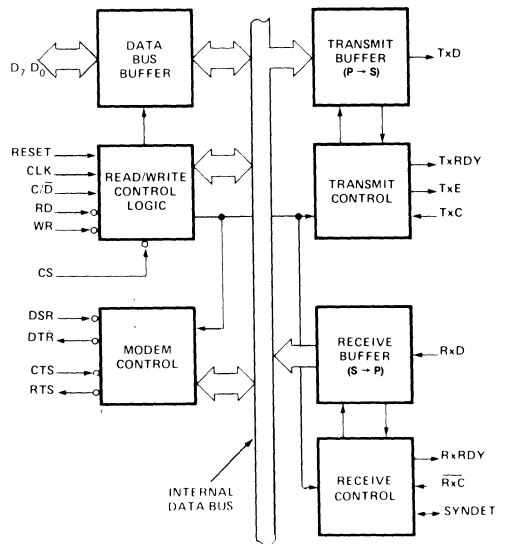 DATA
BUS
BUFFER
D7 D0
TRANSMIT
BUFFER
(P → S)
TxD
RESET
CLK
C/D̅
RD
WR
CS
READ/WRITE
CONTROL
LOGIC
TRANSMIT
CONTROL
TxRDY
TxE
TxC
DSR
DTR
CTS
RTS
MODEM
CONTROL
RECEIVE
BUFFER
(S → P)
RxD
INTERNAL
DATA BUS
RECEIVE
CONTROL
RxRDY
R̅x̅C̅
SYNDET